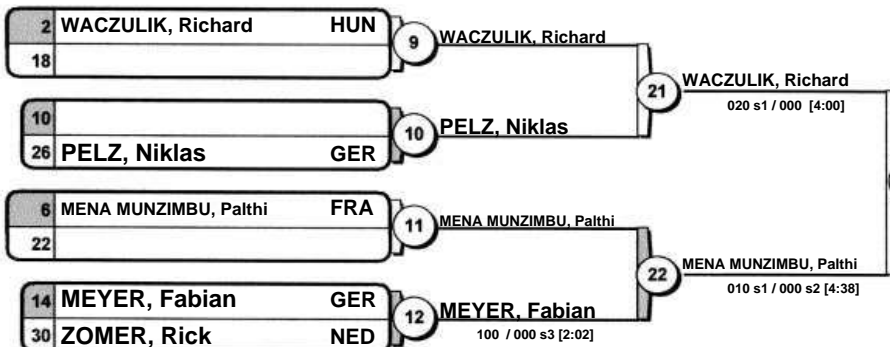 2 WACZULIK, Richard HUN
18
9 WACZULIK, Richard
10
26 PELZ, Niklas GER
10 PELZ, Niklas
21 WACZULIK, Richard
020 s1 / 000 [4:00]
6 MENA MUNZIMBU, Palthi FRA
22
11 MENA MUNZIMBU, Palthi
14 MEYER, Fabian GER
30 ZOMER, Rick NED
12 MEYER, Fabian
100 / 000 s3 [2:02]
22 MENA MUNZIMBU, Palthi
010 s1 / 000 s2 [4:38]